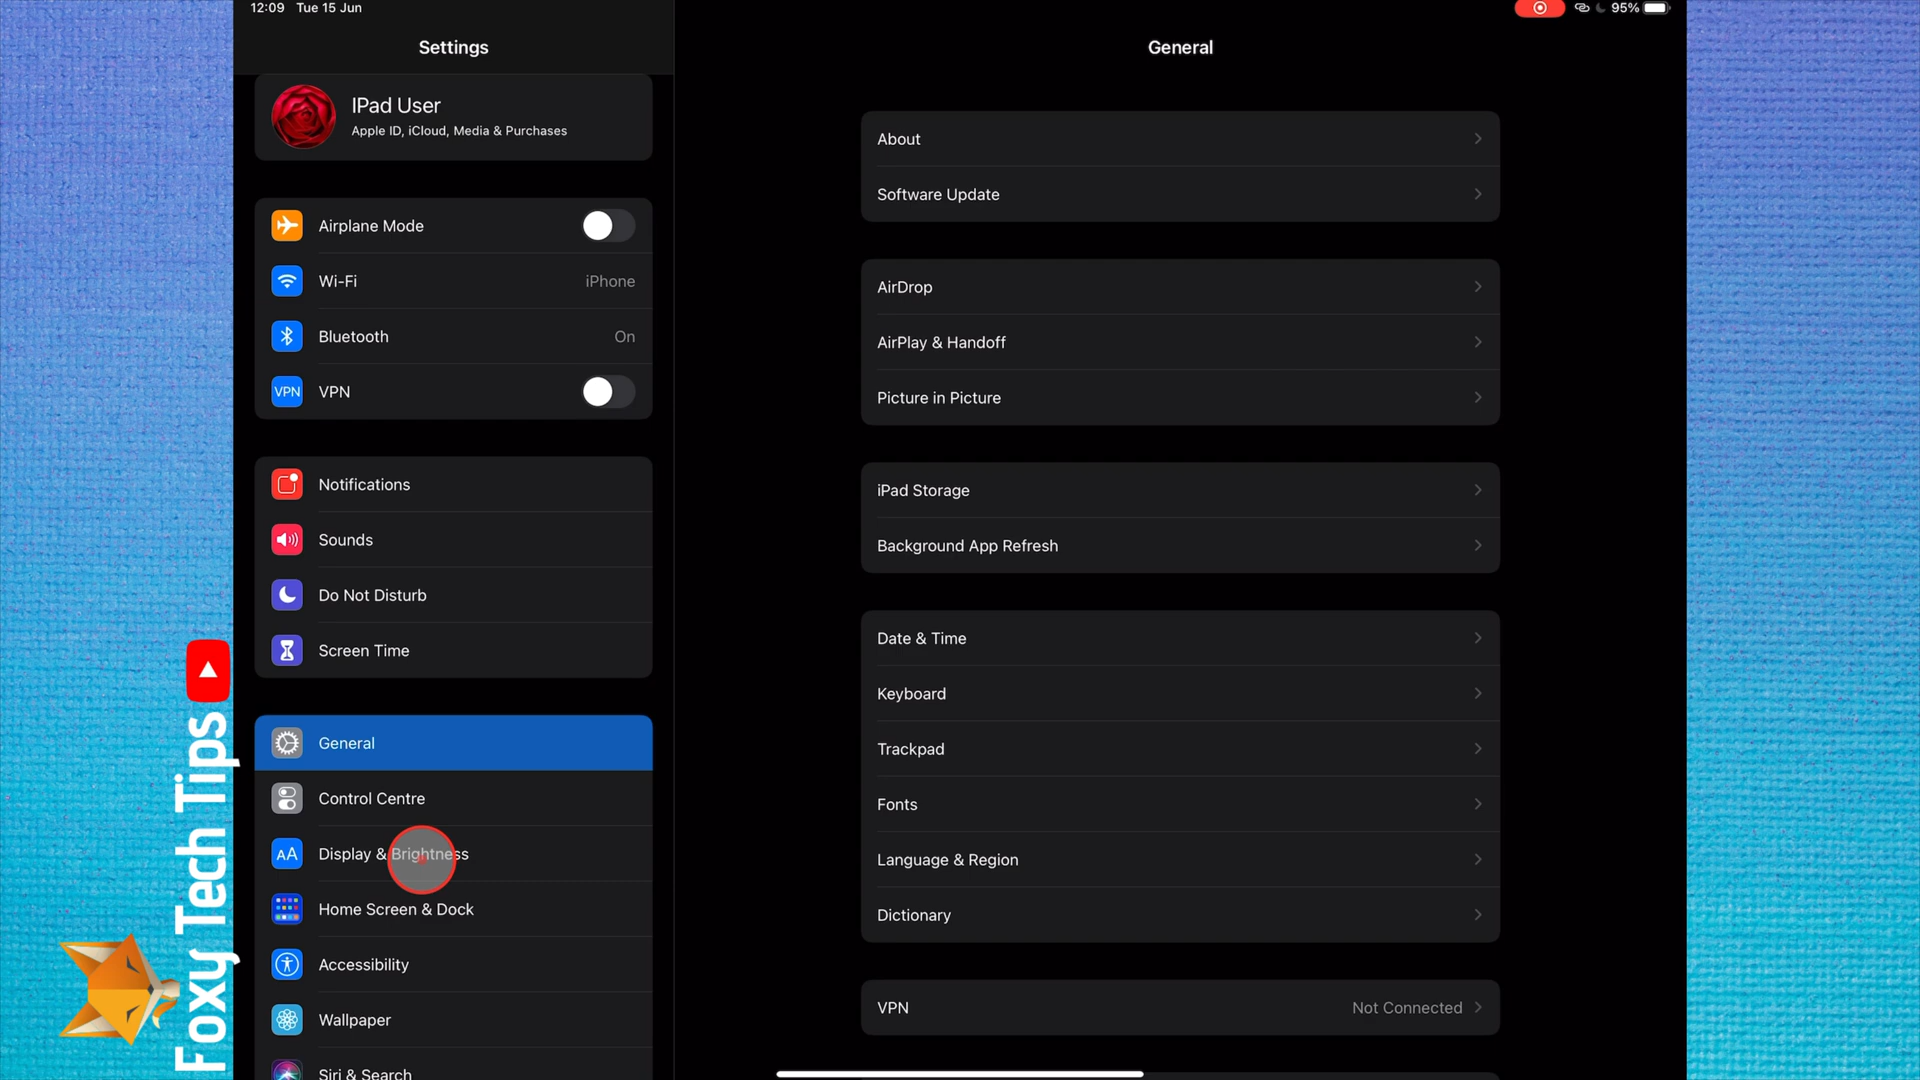 12:09 Tue 15 Jun
95%
Settings
General
IPad User
Apple ID, iCloud, Media & Purchases
Airplane Mode
Wi-Fi iPhone
Bluetooth On
VPN VPN
Notifications
Sounds
Do Not Disturb
Screen Time
General
Control Centre
AA Display & Brightness
Home Screen & Dock
Accessibility
Wallpaper
Siri & Search
About
Software Update
AirDrop
AirPlay & Handoff
Picture in Picture
iPad Storage
Background App Refresh
Date & Time
Keyboard
Trackpad
Fonts
Language & Region
Dictionary
VPN Not Connected
Foxy Tech Tips